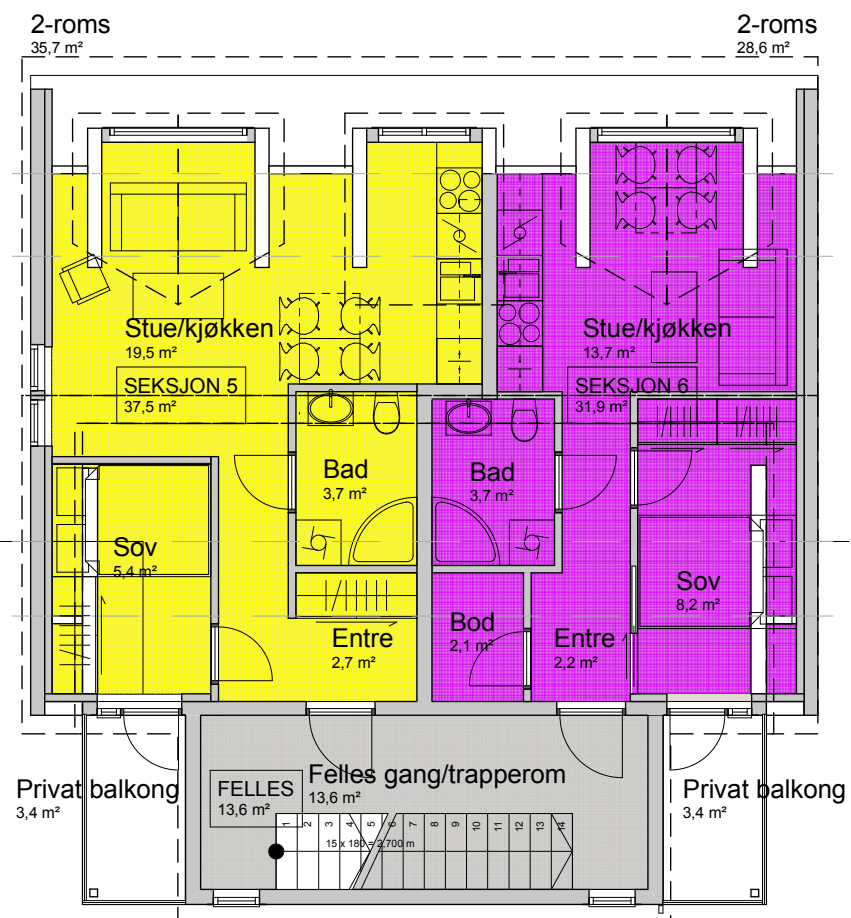 2-roms
35,7 m²
2-roms
28,6 m²
Stue/kjøkken
19,5 m²
Stue/kjøkken
13,7 m²
SEKSJON 5
37,5 m²
SEKSJON 6
31,9 m²
Bad
3,7 m²
Bad
3,7 m²
Sov
5,4 m²
Sov
8,2 m²
Bod
2,1 m²
Entre
2,7 m²
Entre
2,2 m²
Privat balkong
3,4 m²
FELLES
13,6 m²
Felles gang/trapperom
13,6 m²
Privat balkong
3,4 m²
1 2 3 4 5 6 7 8 9 10 11 12 13 14
15 x 180 = 2,700 m